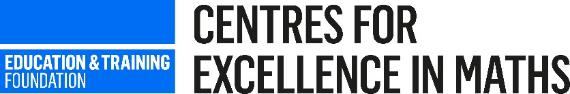 EDUCATION & TRAINING
FOUNDATION
CENTRES FOR
EXCELLENCE IN MATHS